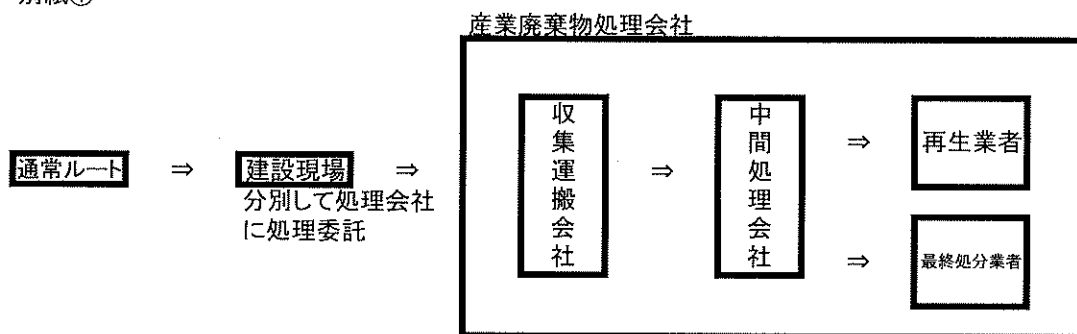 産業廃棄物処理会社
通常ルート
⇒
建設現場
⇒
分別して処理会社
に処理委託
収集運搬会社
⇒
中間処理会社
⇒
再生業者
⇒
最終処分業者